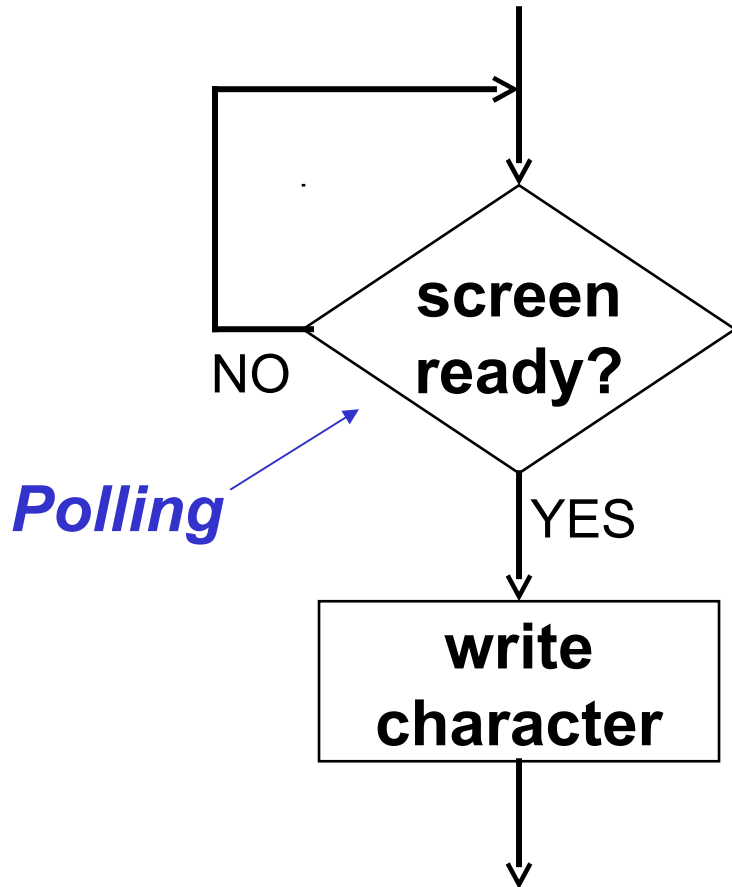 screen
ready?
NO
Polling
YES
write
character